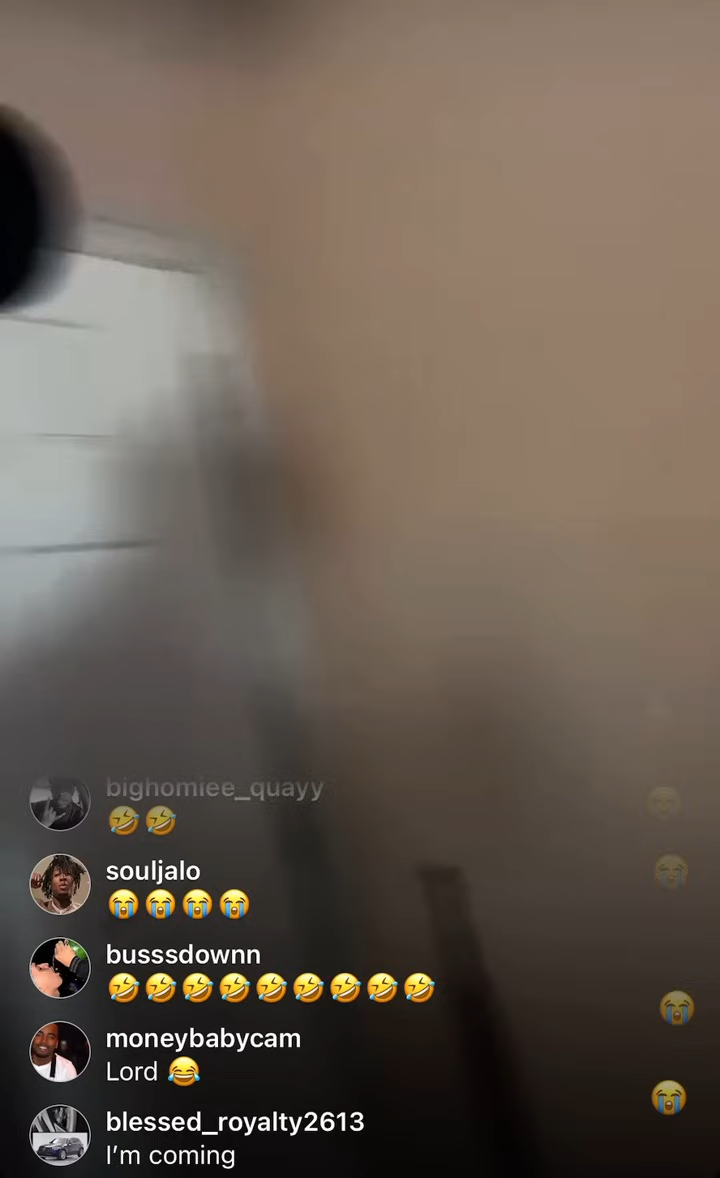 bighomiee_quayy
🤣🤣
souljalo
😭😭😭😭
busssdownn
🤣🤣🤣🤣🤣🤣🤣🤣🤣
moneybabycam
Lord 😂
blessed_royalty2613
I’m coming